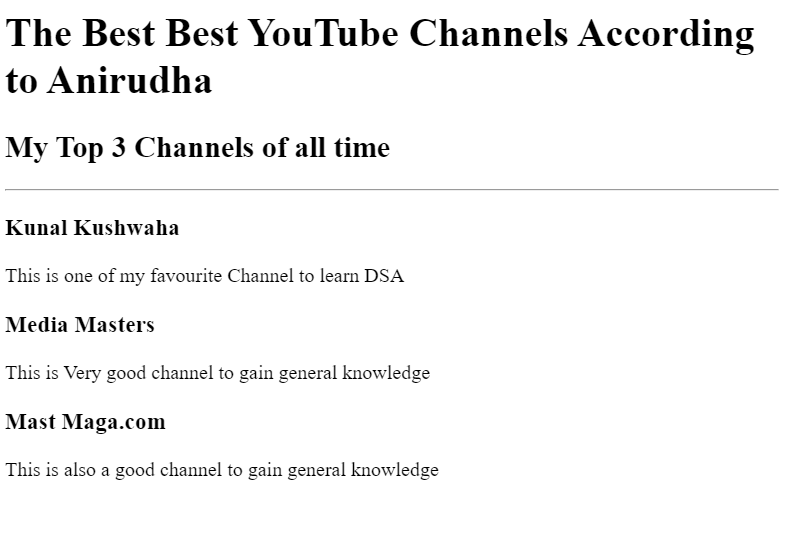 The Best Best YouTube Channels According
to Anirudha
My Top 3 Channels of all time
Kunal Kushwaha
This is one of my favourite Channel to learn DSA
Media Masters
This is Very good channel to gain general knowledge
Mast Maga.com
This is also a good channel to gain general knowledge